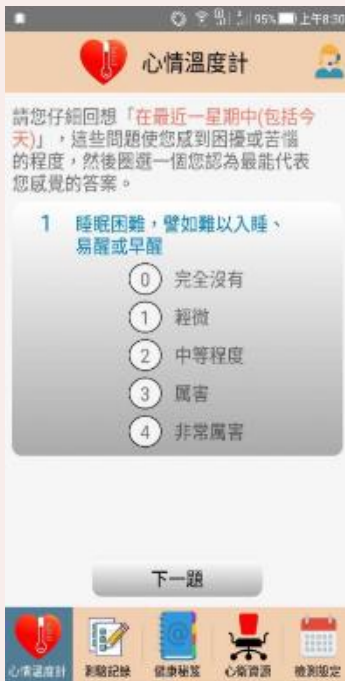 95% 上午8:30
心情溫度計
請您仔細回想「在最近一星期中(包括今
天)」，這些問題使您感到困擾或苦惱
的程度，然後圈選一個您認為最能代表
您感覺的答案。
1 睡眠困難，譬如難以入睡、
易醒或早醒
0 完全沒有
1 輕微
2 中等程度
3 厲害
4 非常厲害
下一題
心情溫度計 測驗記錄 健康秘笈 心衛資源 檢測設定